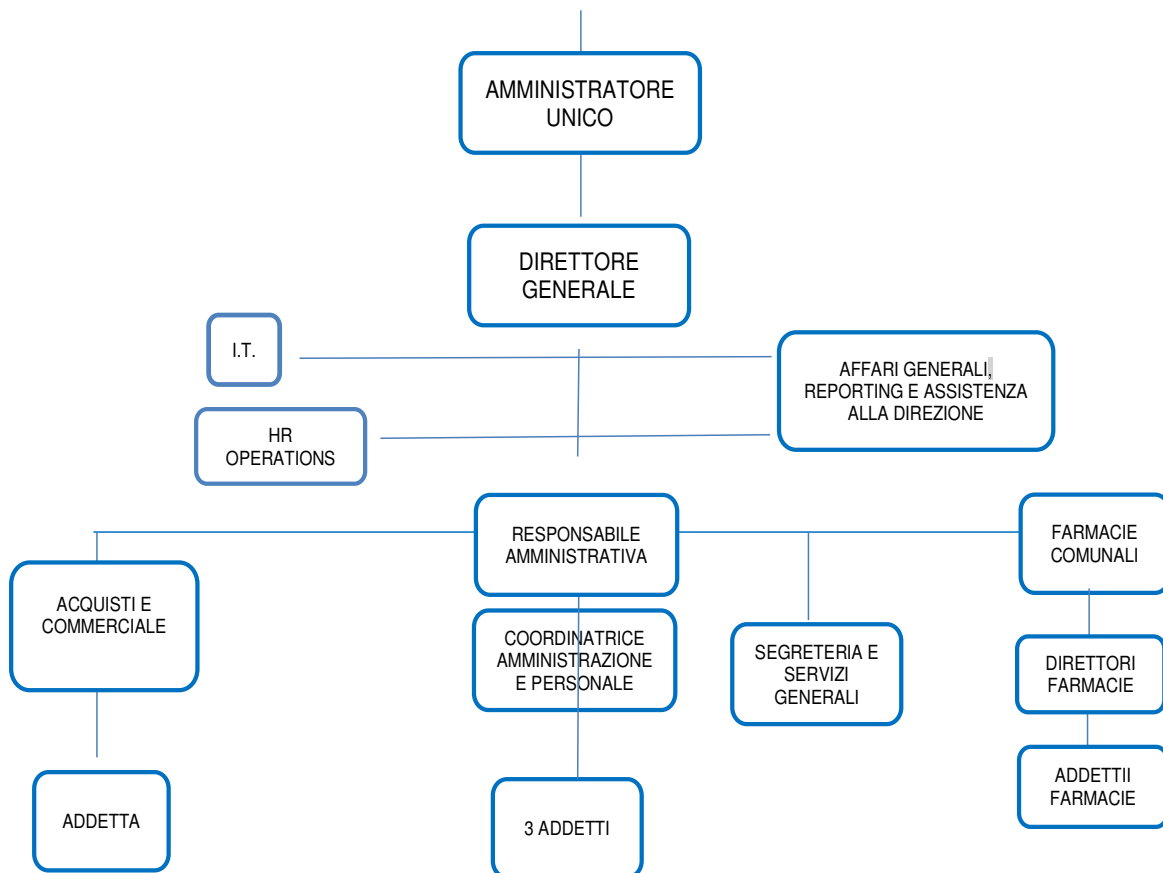 AMMINISTRATORE
UNICO
DIRETTORE
GENERALE
I.T.
AFFARI GENERALI,
REPORTING E ASSISTENZA
ALLA DIREZIONE
HR
OPERATIONS
RESPONSABILE
AMMINISTRATIVA
FARMACIE
COMUNALI
ACQUISTI E
COMMERCIALE
COORDINATRICE
AMMINISTRAZIONE
E PERSONALE
SEGRETERIA E
SERVIZI
GENERALI
DIRETTORI
FARMACIE
ADDETTA
3 ADDETTI
ADDETTII
FARMACIE